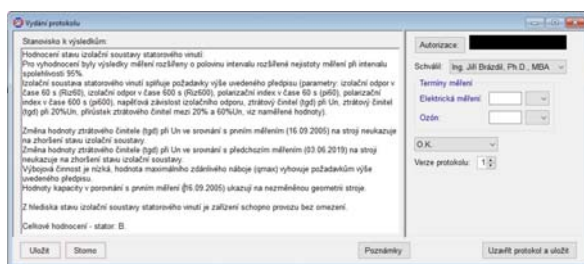 Vydání protokolu
Stanovisko k výsledkům:
Hodnocení stavu izolační soustavy statorového vinutí:
Pro vyhodnocení byly výsledky měření rozšířeny o polovinu intervalu rozšířené nejistoty měření při intervalu
spolehlivosti 95%.
Izolační soustava statorového vinutí splňuje požadavky výše uvedeného předpisu (parametry: izolační odpor v
čase 60 s (Riz60), izolační odpor v čase 600 s (Riz600), polarizační index v čase 60 s (pi60), polarizační
index v čase 600 s (pi600), napěťová závislost izolačního odporu, ztrátový činitel (tgd) při Un, ztrátový činitel
(tgd) při 20%Un, přírůstek ztrátového činitele mezi 20% a 60%Un, viz naměřené hodnoty).
Změna hodnoty ztrátového činitele (tgd) při Un ve srovnání s prvním měřením (16.09.2005) na stroji neukazuje
na zhoršení stavu izolační soustavy.
Změna hodnoty ztrátového činitele (tgd) při Un ve srovnání s předchozím měřením (03.06.2019) na stroji
neukazuje na zhoršení stavu izolační soustavy.
Výbojová činnost je nízká, hodnota maximálního zdánlivého náboje (qmax) vyhovuje požadavkům výše
uvedeného předpisu.
Hodnoty kapacity v porovnání s prvním měření (16.09.2005) ukazují na nezměněnou geometrii stroje.
Z hlediska stavu izolační soustavy statorového vinutí je zařízení schopno provozu bez omezení.
Celkové hodnocení - stator: B.
Autorizace:
Schválil: Ing. Jiří Brázdil, Ph.D., MBA
Termíny měření
Elektrická měření:
Ozón:
O.K.
Verze protokolu: 1
Uložit
Storno
Poznámky
Uzavřít protokol a uložit